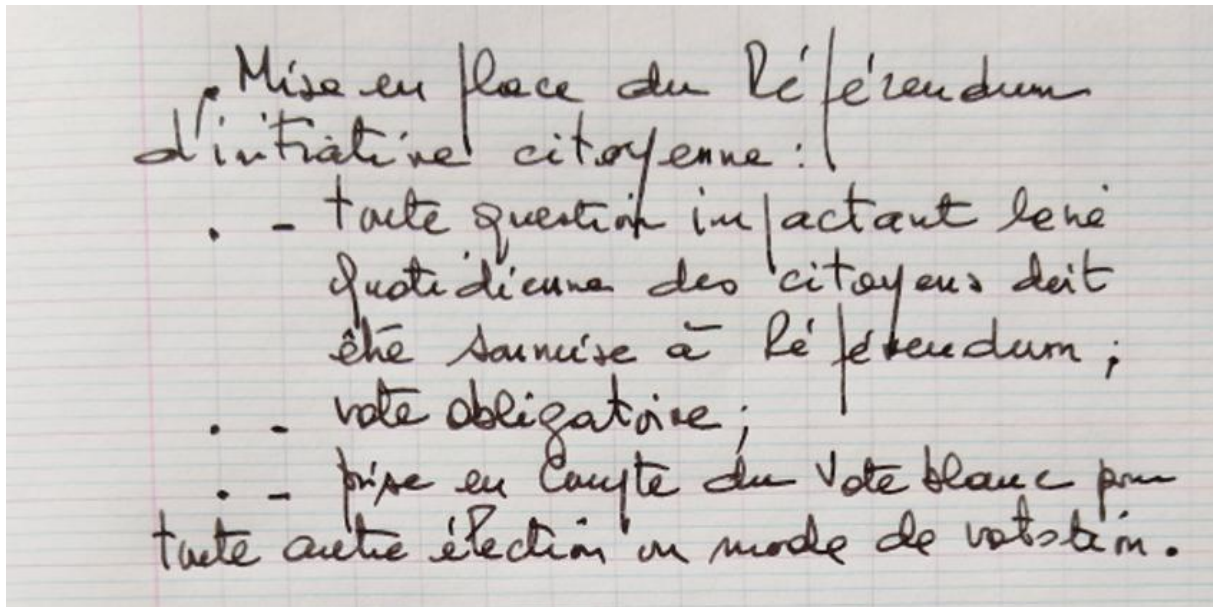 . Mise en place du Référendum
d'initiative citoyenne :
. - toute question impactant la vie
quotidienne des citoyens doit
être soumise à Référendum ;
. - vote obligatoire ;
. - prise en Compte du Vote blanc pour
toute autre élection ou mode de votation.